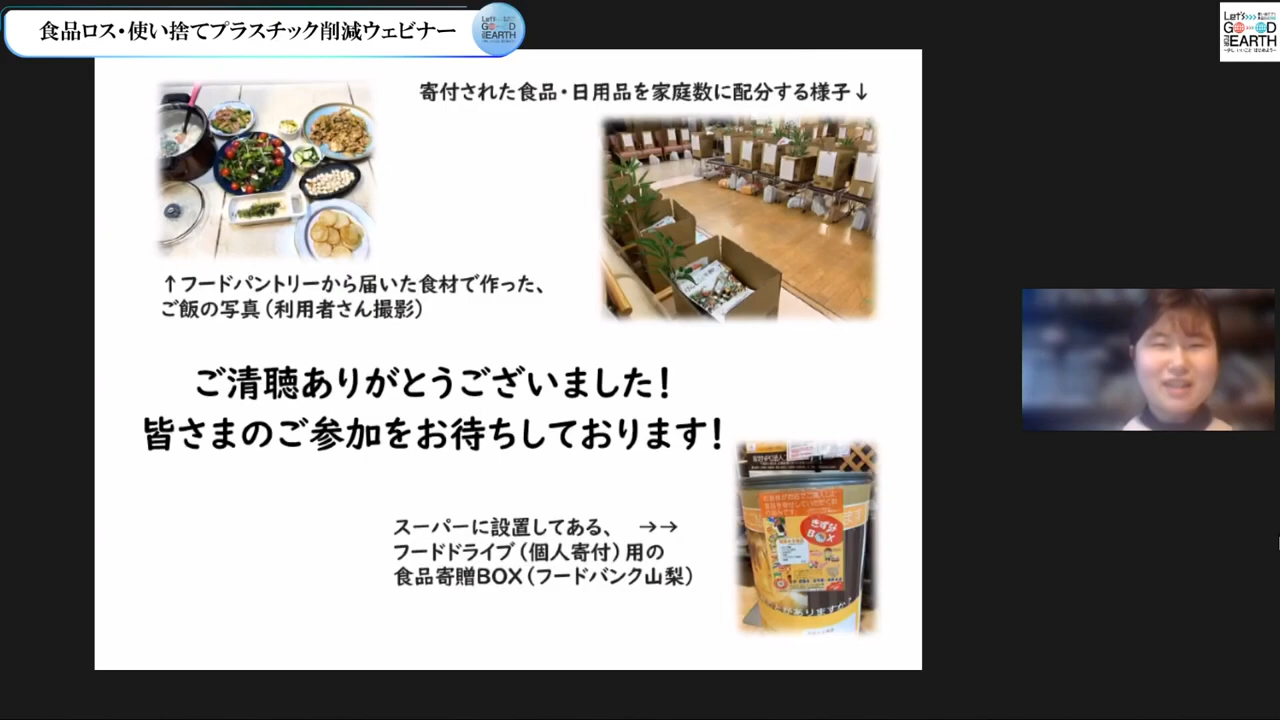 食品ロス・使い捨てプラスチック削減ウェビナー
Let's
GOOD
FOR EARTH
寄付された食品・日用品を家庭数に配分する様子↓
↑フードパントリーから届いた食材で作った、
ご飯の写真（利用者さん撮影）
ご清聴ありがとうございました！
皆さまのご参加をお待ちしております！
スーパーに設置してある、 →→
フードドライブ（個人寄付）用の
食品寄贈BOX（フードバンク山梨）
きずな
BOX